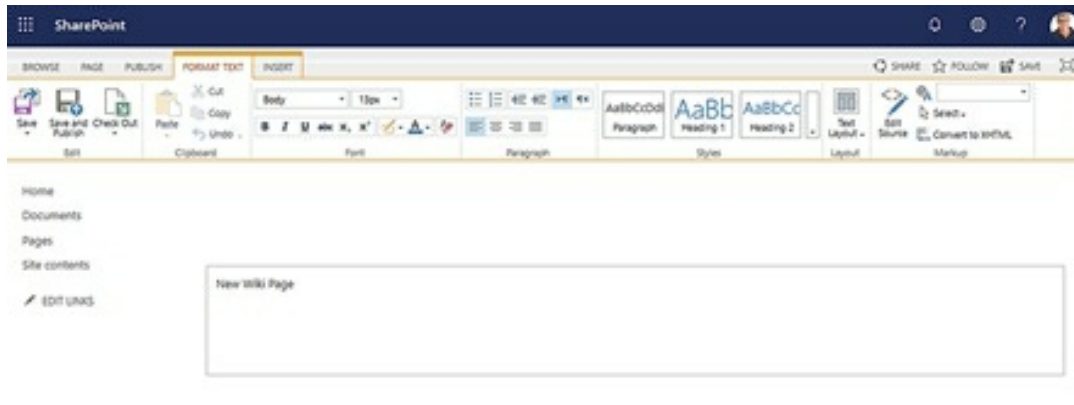 SharePoint ?
BROWSE PAGE PUBLISH FORMAT TEXT INSERT SHARE FOLLOW SAVE
Save Save and Publish Check Out Paste Cut Copy Undo
Body 13px
B I U abc x, x' A
AaBbCcDdI Paragraph AaBb Heading 1 AaBbCc Heading 2
Text Layout Edit Source Select Convert to XHTML
Edit Clipboard Font Paragraph Styles Layout Markup
Home
Documents
Pages
Site contents
EDIT LINKS
New Wiki Page